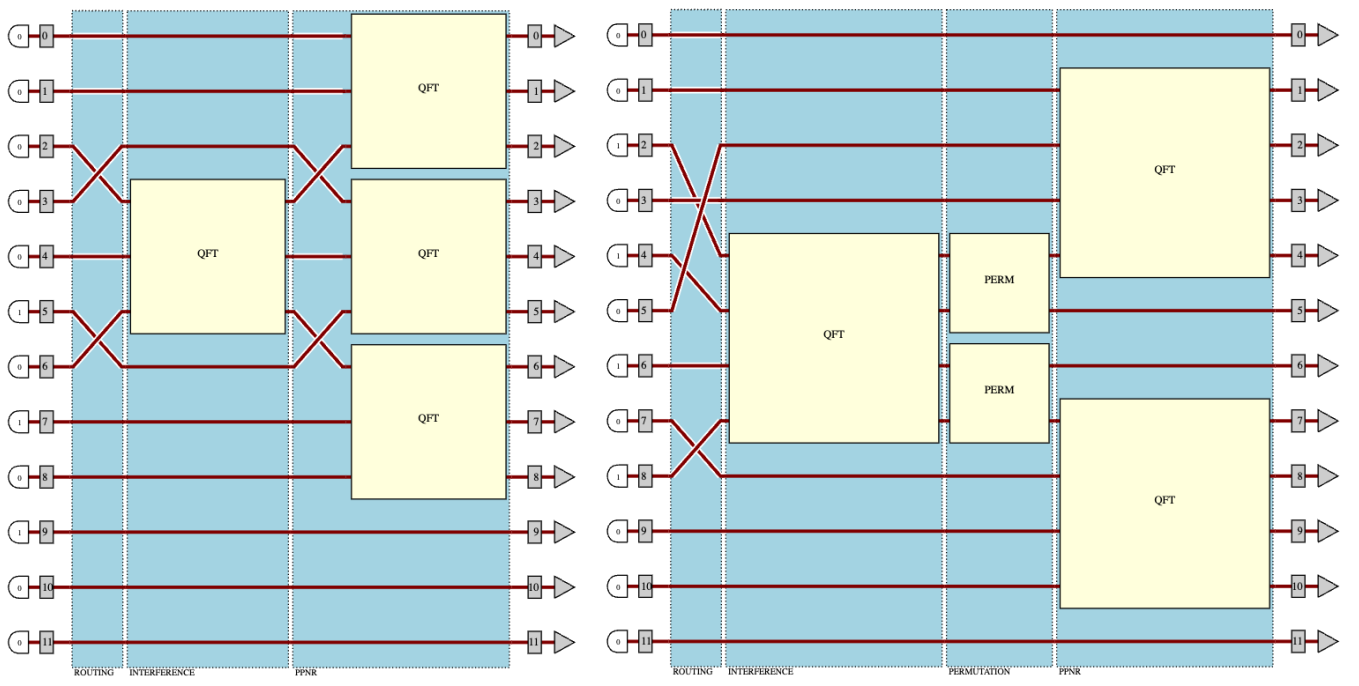 0 0 0 0 0 0
0 1 1 0 1 1
QFT
0 2 2 1 2 2
QFT
0 3 3 0 3 3
0 4 QFT QFT 4 1 4 4
PERM
1 5 5 0 5 QFT 5
0 6 6 1 6 6
PERM
1 7 QFT 7 0 7 7
0 8 8 1 8 8
QFT
1 9 9 0 9 9
0 10 10 0 10 10
0 11 11 0 11 11
ROUTING INTERFERENCE PPNR ROUTING INTERFERENCE PERMUTATION PPNR